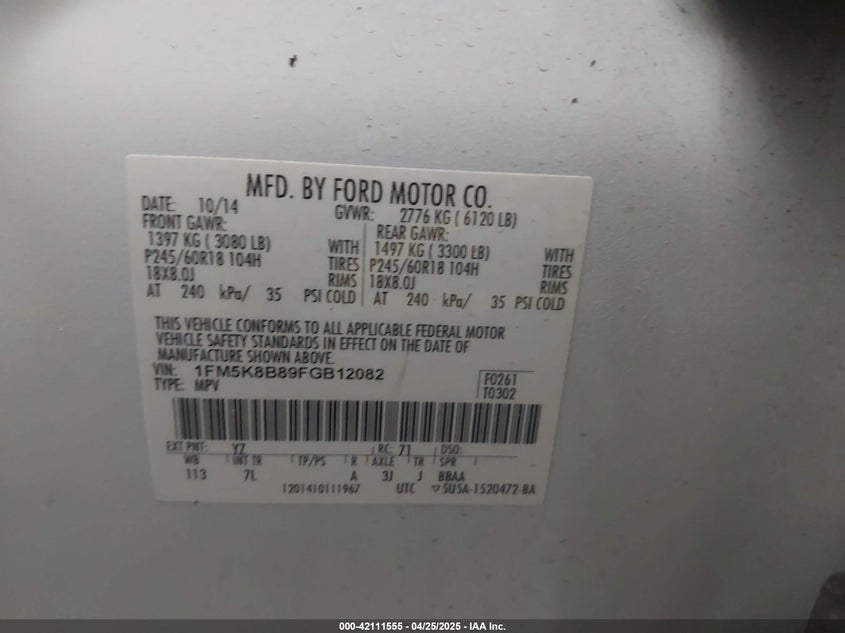 MFD. BY FORD MOTOR CO.
DATE: 10/14 GVWR: 2776 KG ( 6120 LB)
FRONT GAWR: REAR GAWR:
1397 KG ( 3080 LB) WITH 1497 KG ( 3300 LB) WITH
P245/60R18 104H TIRES P245/60R18 104H TIRES
18X8.0J RIMS 18X8.0J RIMS
AT 240 kPa/ 35 PSI COLD AT 240 kPa/ 35 PSI COLD
THIS VEHICLE CONFORMS TO ALL APPLICABLE FEDERAL MOTOR
VEHICLE SAFETY STANDARDS IN EFFECT ON THE DATE OF
MANUFACTURE SHOWN ABOVE.
VIN: 1FM5K8B89FGB12082 F0261
TYPE: MPV T0302
EXT PNT: YZ RC: 71 DSO:
WB INT TR TP/PS R AXLE TR SPR
113 7L A 3J J BBAA
1201410111967 UTC ▽5U5A-1520472-BA
000-42111555 - 04/25/2025 - IAA Inc.